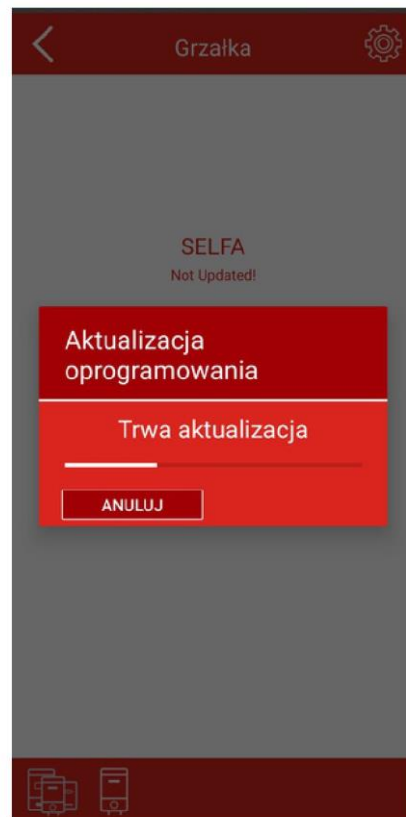 Grzałka
SELFA
Not Updated!
Aktualizacja
oprogramowania
Trwa aktualizacja
ANULUJ